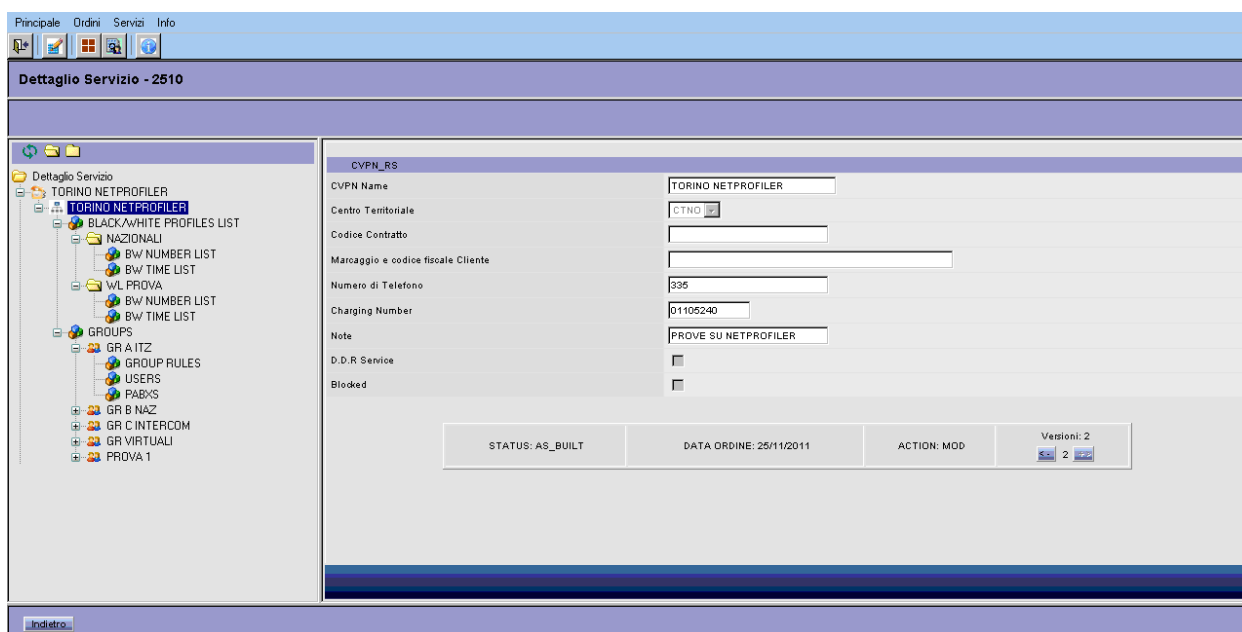 Principale Ordini Servizi Info
Dettaglio Servizio - 2510
Dettaglio Servizio
TORINO NETPROFILER
TORINO NETPROFILER
BLACK/WHITE PROFILES LIST
NAZIONALI
BW NUMBER LIST
BW TIME LIST
WL PROVA
BW NUMBER LIST
BW TIME LIST
GROUPS
GR A ITZ
GROUP RULES
USERS
PABXS
GR B NAZ
GR C INTERCOM
GR VIRTUALI
PROVA 1
CVPN_RS
CVPN Name TORINO NETPROFILER
Centro Territoriale CTNO
Codice Contratto
Marcaggio e codice fiscale Cliente
Numero di Telefono 335
Charging Number 01105240
Note PROVE SU NETPROFILER
D.D.R Service
Blocked
STATUS: AS_BUILT DATA ORDINE: 25/11/2011 ACTION: MOD Versioni: 2
<- 2 ->
Indietro